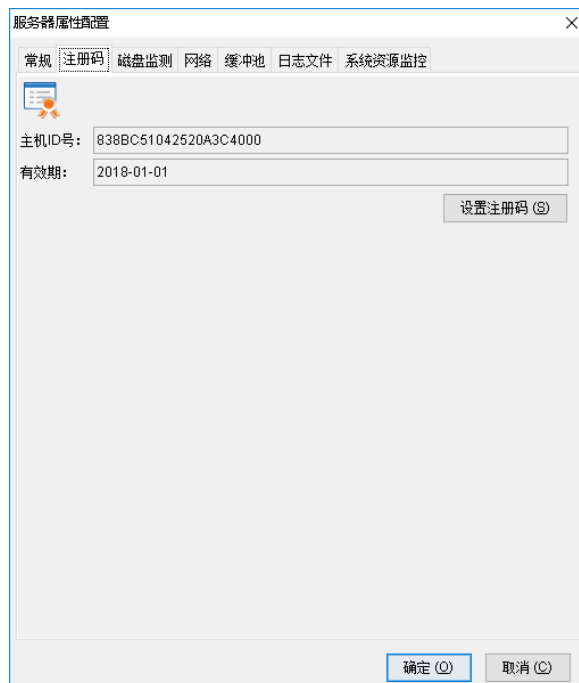 服务器属性配置
常规 注册码 磁盘监测 网络 缓冲池 日志文件 系统资源监控
主机ID号： 838BC51042520A3C4000
有效期： 2018-01-01
设置注册码(S)
确定(O) 取消(C)